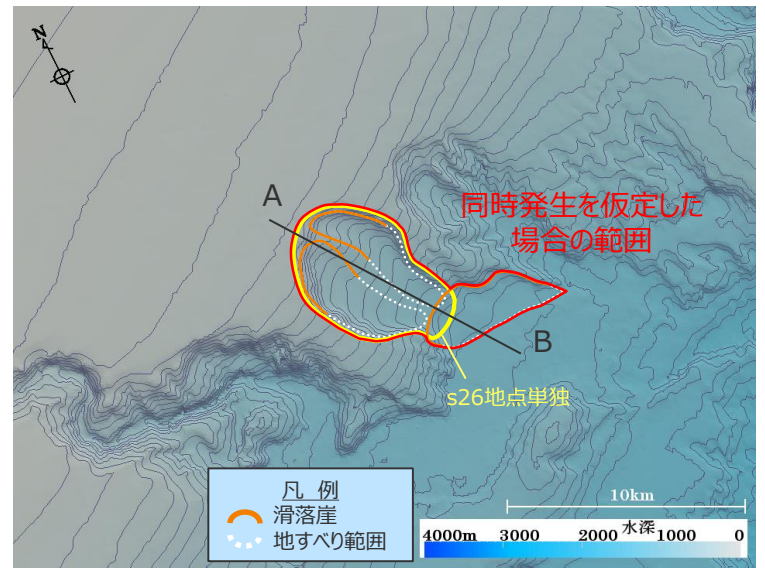 N
A
同時発生を仮定した
場合の範囲
B
s26地点単独
凡 例
滑落崖
地すべり範囲
10km
水深
4000m 3000 2000 1000 0